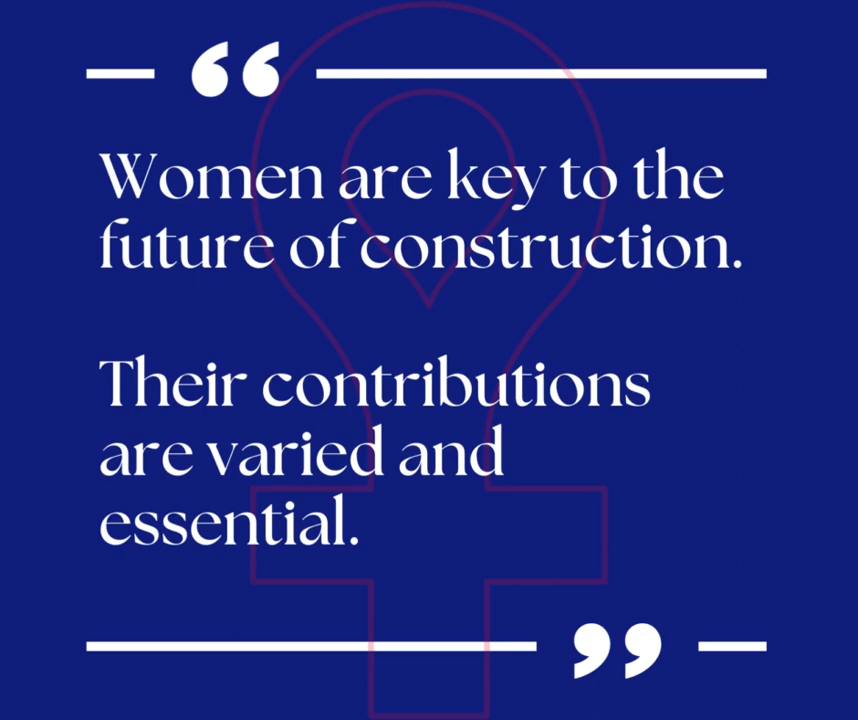 “
Women are key to the
future of construction.
Their contributions
are varied and
essential.
”